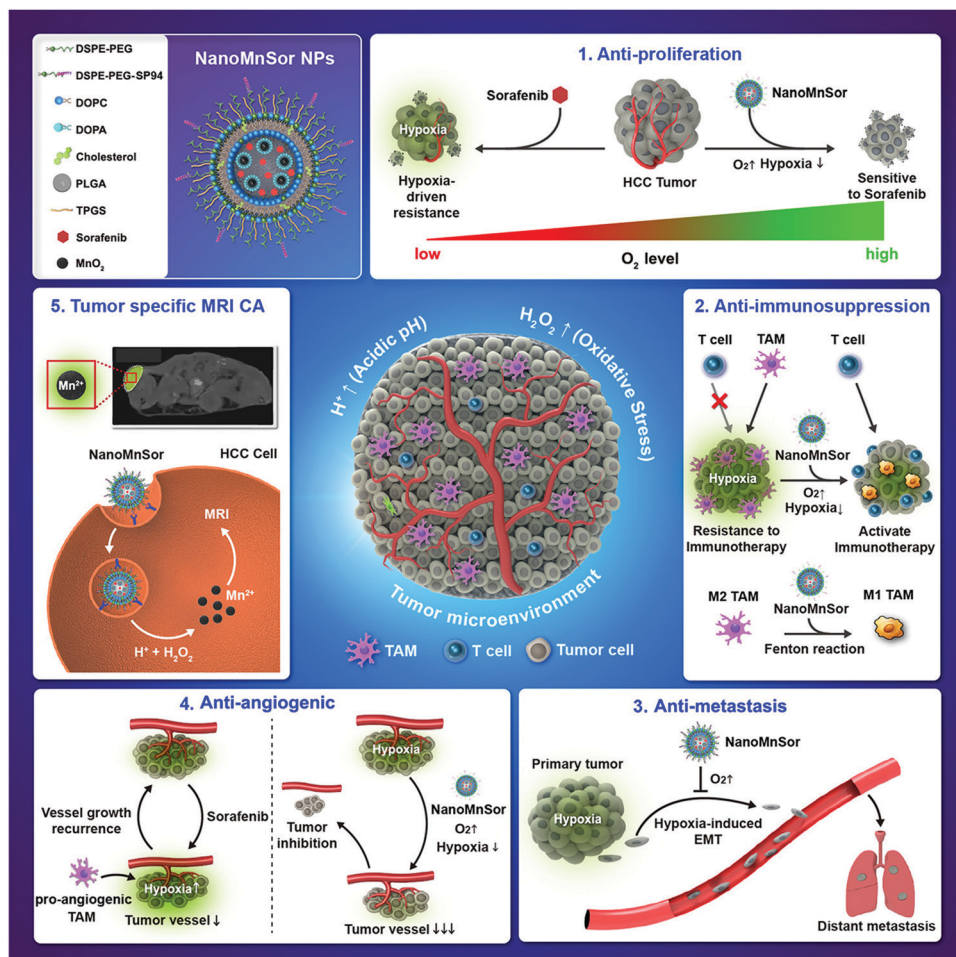 DSPE-PEG
DSPE-PEG-SP94
DOPC
DOPA
Cholesterol
PLGA
TPGS
Sorafenib
MnO₂
NanoMnSor NPs
1. Anti-proliferation
Sorafenib
NanoMnSor
Hypoxia
O₂↑ Hypoxia ↓
Hypoxia-
driven
resistance
HCC Tumor
Sensitive
to Sorafenib
low
O₂ level
high
5. Tumor specific MRI CA
Mn²⁺
NanoMnSor
HCC Cell
MRI
Mn²⁺
H⁺ + H₂O₂
H⁺↑ (Acidic pH)
H₂O₂ ↑ (Oxidative Stress)
Tumor microenvironment
TAM
T cell
Tumor cell
2. Anti-immunosuppression
T cell
TAM
T cell
NanoMnSor
Hypoxia
O₂↑
Hypoxia↓
Resistance to
Immunotherapy
Activate
Immunotherapy
M2 TAM
NanoMnSor
M1 TAM
Fenton reaction
4. Anti-angiogenic
Vessel growth
recurrence
Sorafenib
pro-angiogenic
TAM
Hypoxia↑
Tumor vessel ↓
Hypoxia
Tumor
inhibition
NanoMnSor
O₂↑
Hypoxia ↓
Tumor vessel ↓↓↓
3. Anti-metastasis
NanoMnSor
Primary tumor
O₂↑
Hypoxia
Hypoxia-induced
EMT
Distant metastasis